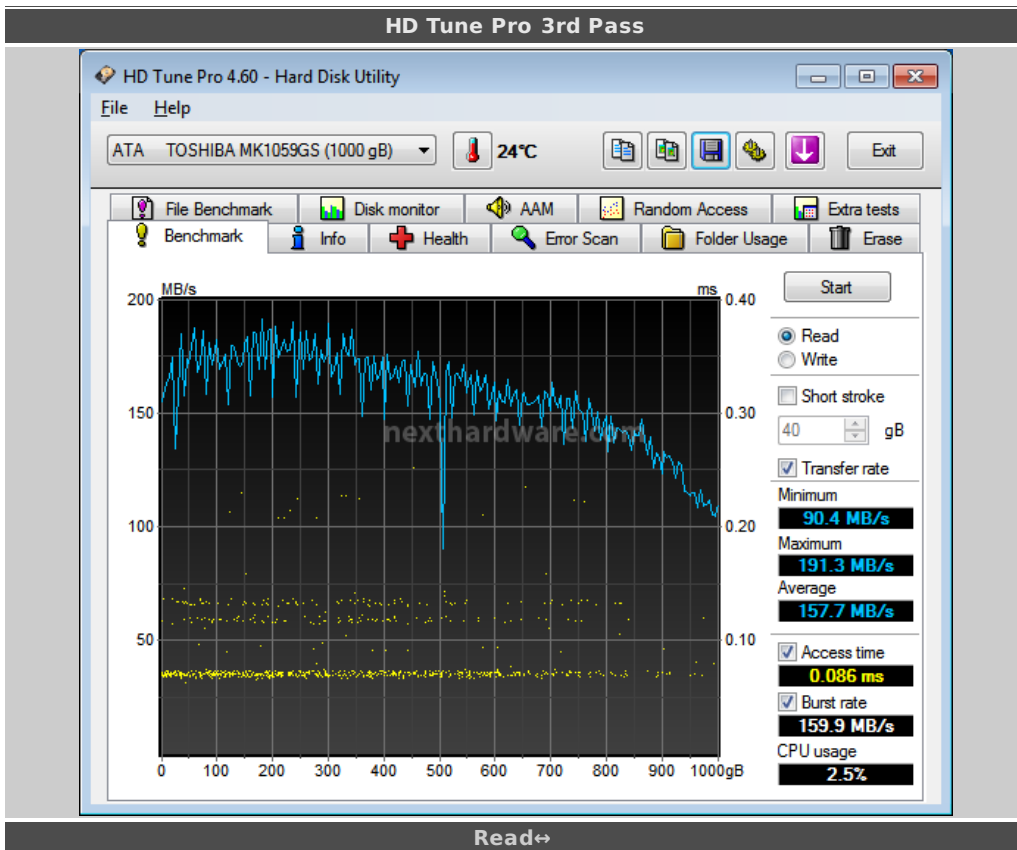 HD Tune Pro 3rd Pass
HD Tune Pro 4.60 - Hard Disk Utility
File Help
ATA TOSHIBA MK1059GS (1000 gB) 24°C Exit
File Benchmark Disk monitor AAM Random Access Extra tests
Benchmark Info Health Error Scan Folder Usage Erase
MB/s ms
200 0.40
150 0.30
100 0.20
50 0.10
0 100 200 300 400 500 600 700 800 900 1000gB
nexthardware.com
Start
Read
Write
Short stroke
40 gB
Transfer rate
Minimum
90.4 MB/s
Maximum
191.3 MB/s
Average
157.7 MB/s
Access time
0.086 ms
Burst rate
159.9 MB/s
CPU usage
2.5%
Read↔